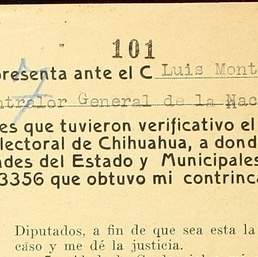 101
presenta ante el C Luis Mont
ntralor General de la Nac
es que tuvieron verificativo el
lectoral de Chihuahua, a dond
des del Estado y Municipales
3356 que obtuvo mi contrinca
Diputados, a fin de que sea esta la
caso y me dé la justicia.